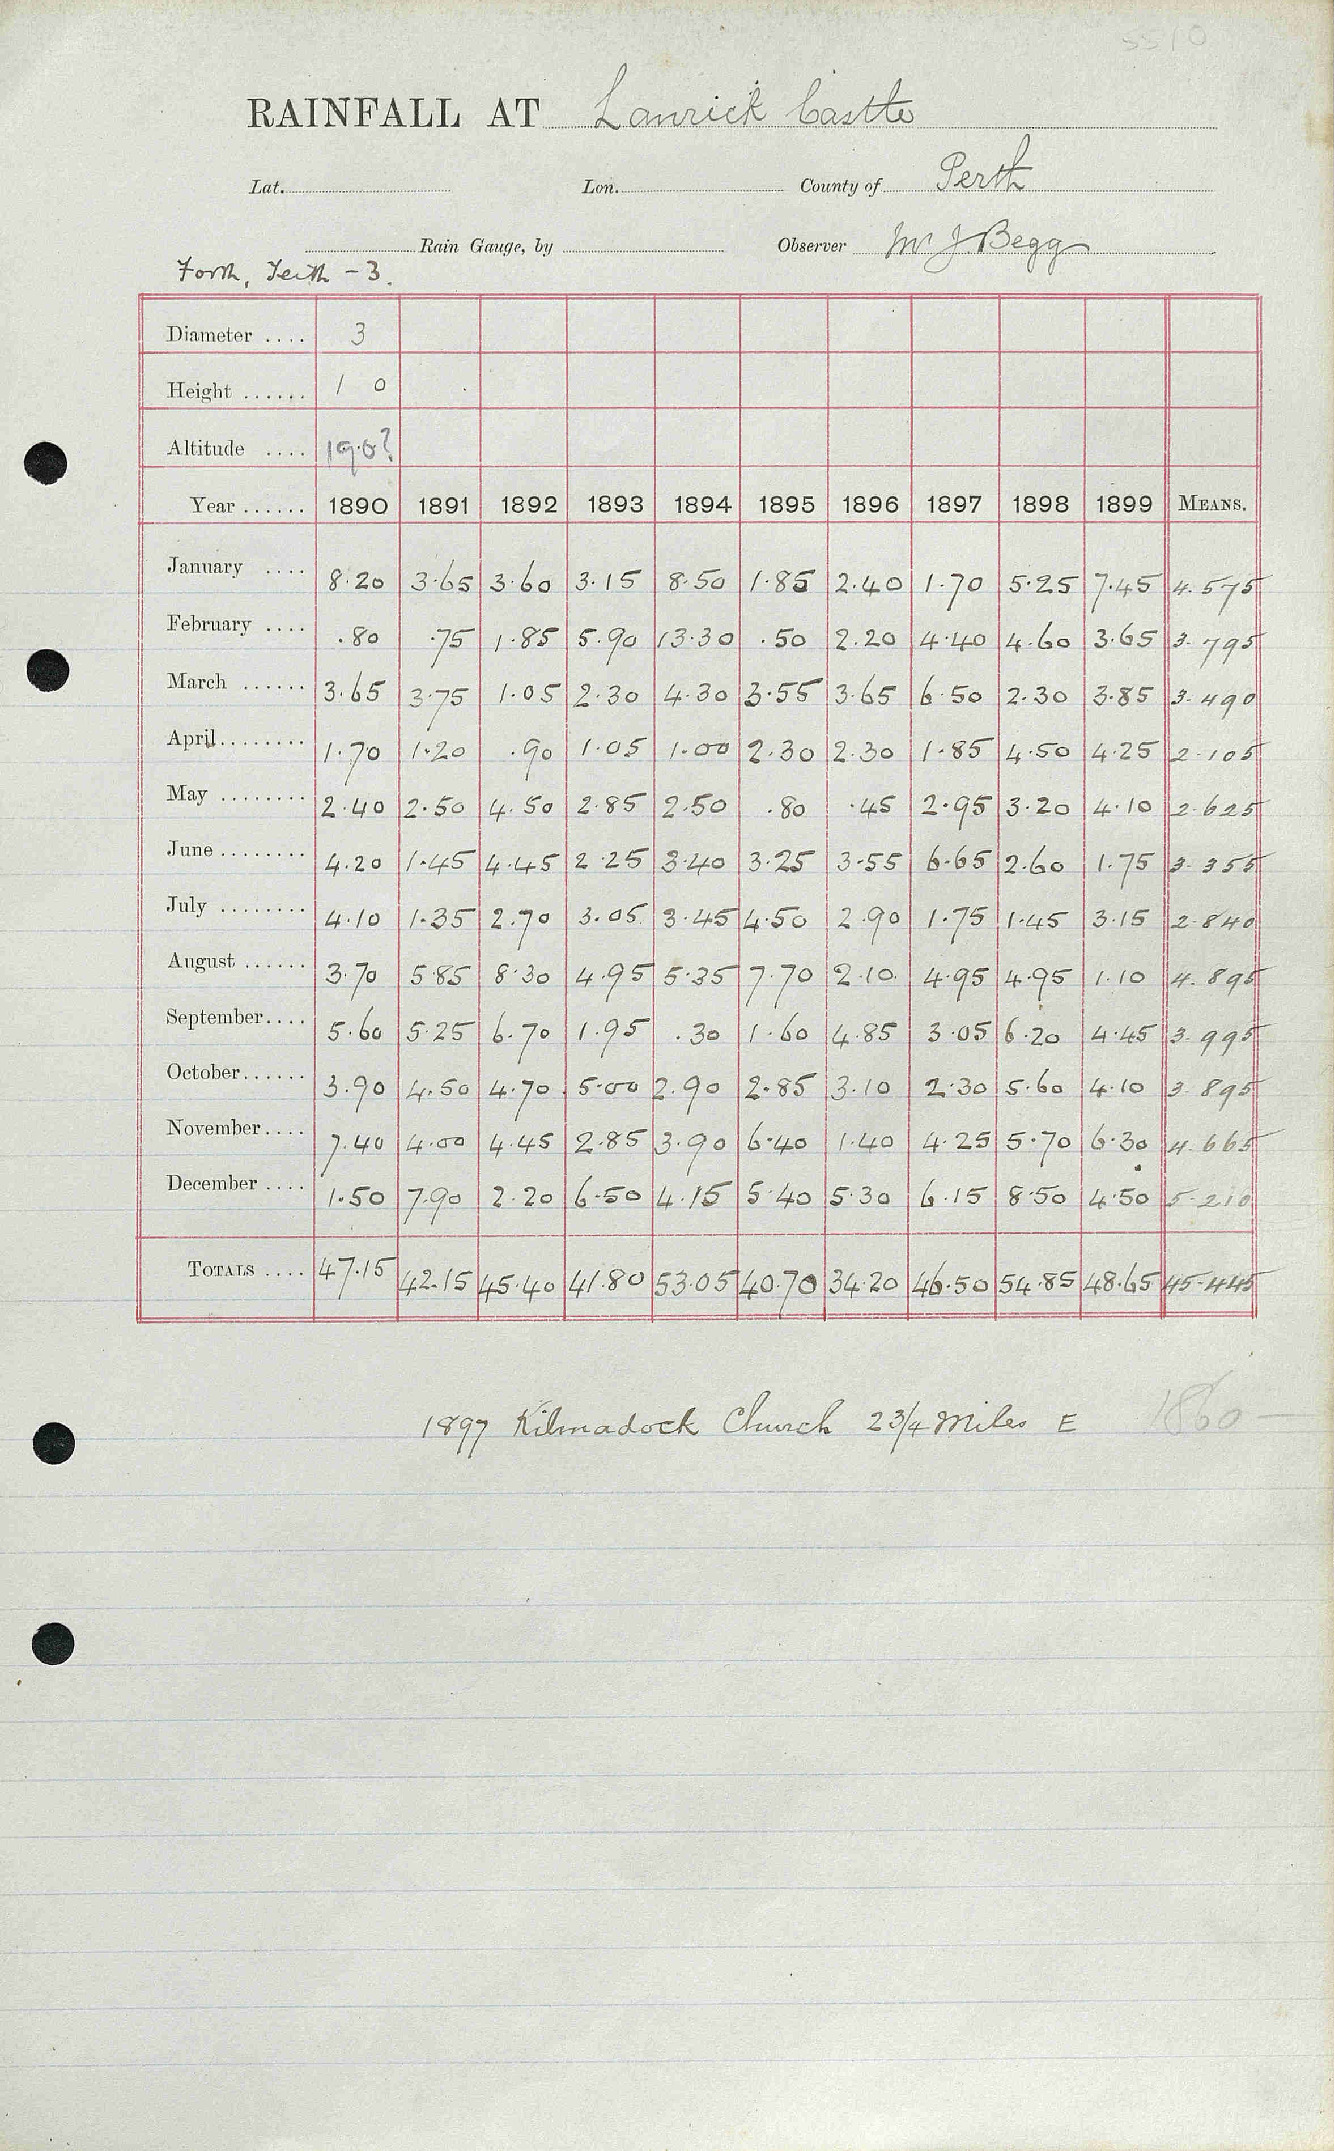 5510
RAINFALL AT Lanrick Castle
Lat. Lon. County of Perth
Rain Gauge, by Observer Mr J Begg
Forth, Teith - 3.
Diameter .... 3
Height ...... 1 0
Altitude .... 190?
Year ...... 1890 1891 1892 1893 1894 1895 1896 1897 1898 1899 MEANS.
January .... 8.20 3.65 3.60 3.15 8.50 1.85 2.40 1.70 5.25 7.45 4.575
February .... .80 .75 1.85 5.90 13.30 .50 2.20 4.40 4.60 3.65 3.795
March ...... 3.65 3.75 1.05 2.30 4.30 3.55 3.65 6.50 2.30 3.85 3.490
April........ 1.70 1.20 .90 1.05 1.00 2.30 2.30 1.85 4.50 4.25 2.105
May ........ 2.40 2.50 4.50 2.85 2.50 .80 .45 2.95 3.20 4.10 2.625
June ........ 4.20 1.45 4.45 2.25 3.40 3.25 3.55 6.65 2.60 1.75 3.355
July ........ 4.10 1.35 2.70 3.05 3.45 4.50 2.90 1.75 1.45 3.15 2.840
August ...... 3.70 5.85 8.30 4.95 5.35 7.70 2.10 4.95 4.95 1.10 4.895
September.... 5.60 5.25 6.70 1.95 .30 1.60 4.85 3.05 6.20 4.45 3.995
October...... 3.90 4.50 4.70 5.00 2.90 2.85 3.10 2.30 5.60 4.10 3.895
November.... 7.40 4.00 4.45 2.85 3.90 6.40 1.40 4.25 5.70 6.30 4.665
December .... 1.50 7.90 2.20 6.50 4.15 5.40 5.30 6.15 8.50 4.50 5.210
TOTALS .... 47.15 42.15 45.40 41.80 53.05 40.70 34.20 46.50 54.85 48.65 45.445
1897 Kilmadock Church 2 3/4 Miles E 1860 —